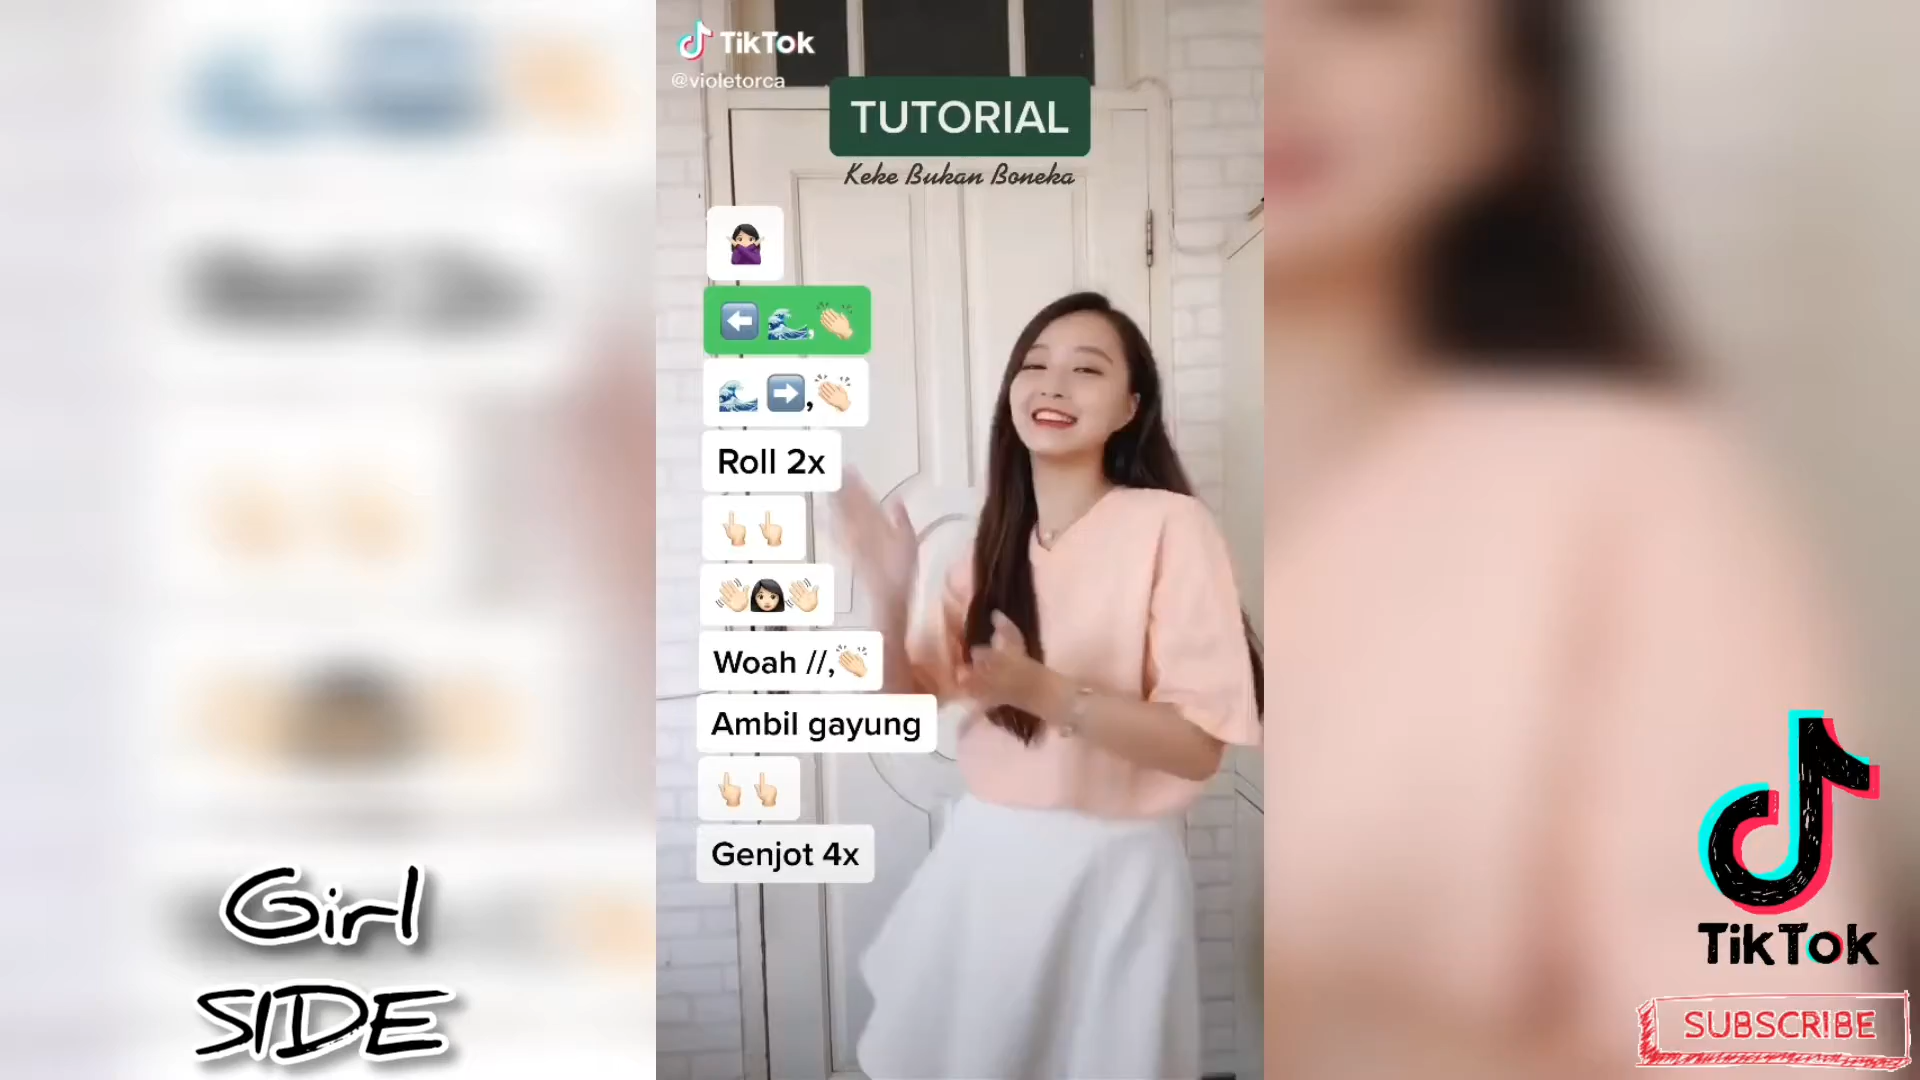 TikTok
@violetorca
TUTORIAL
Keke Bukan Boneka
Roll 2x
Woah //,
Ambil gayung
Genjot 4x
Girl
SIDE
TikTok
SUBSCRIBE